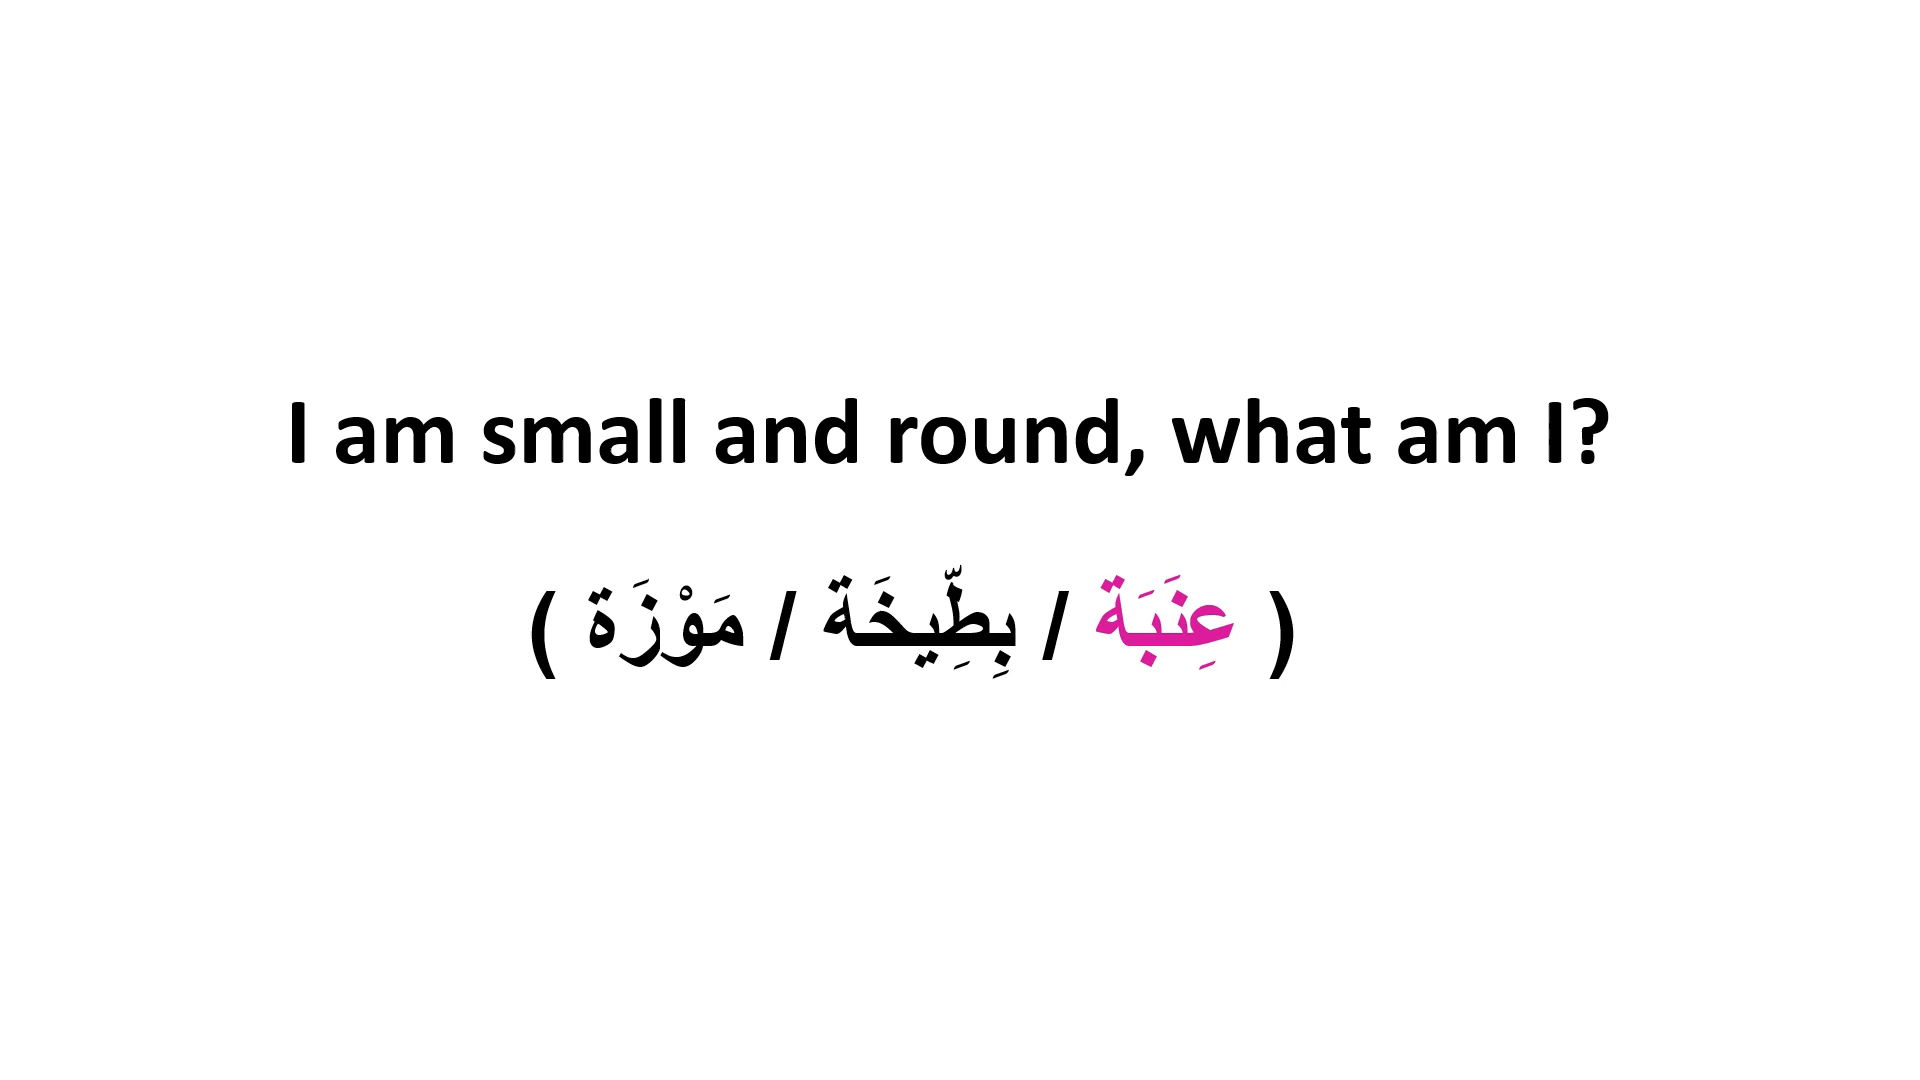 I am small and round, what am I?
( عِنَبَة / بِطِّيخَة / مَوْزَة )